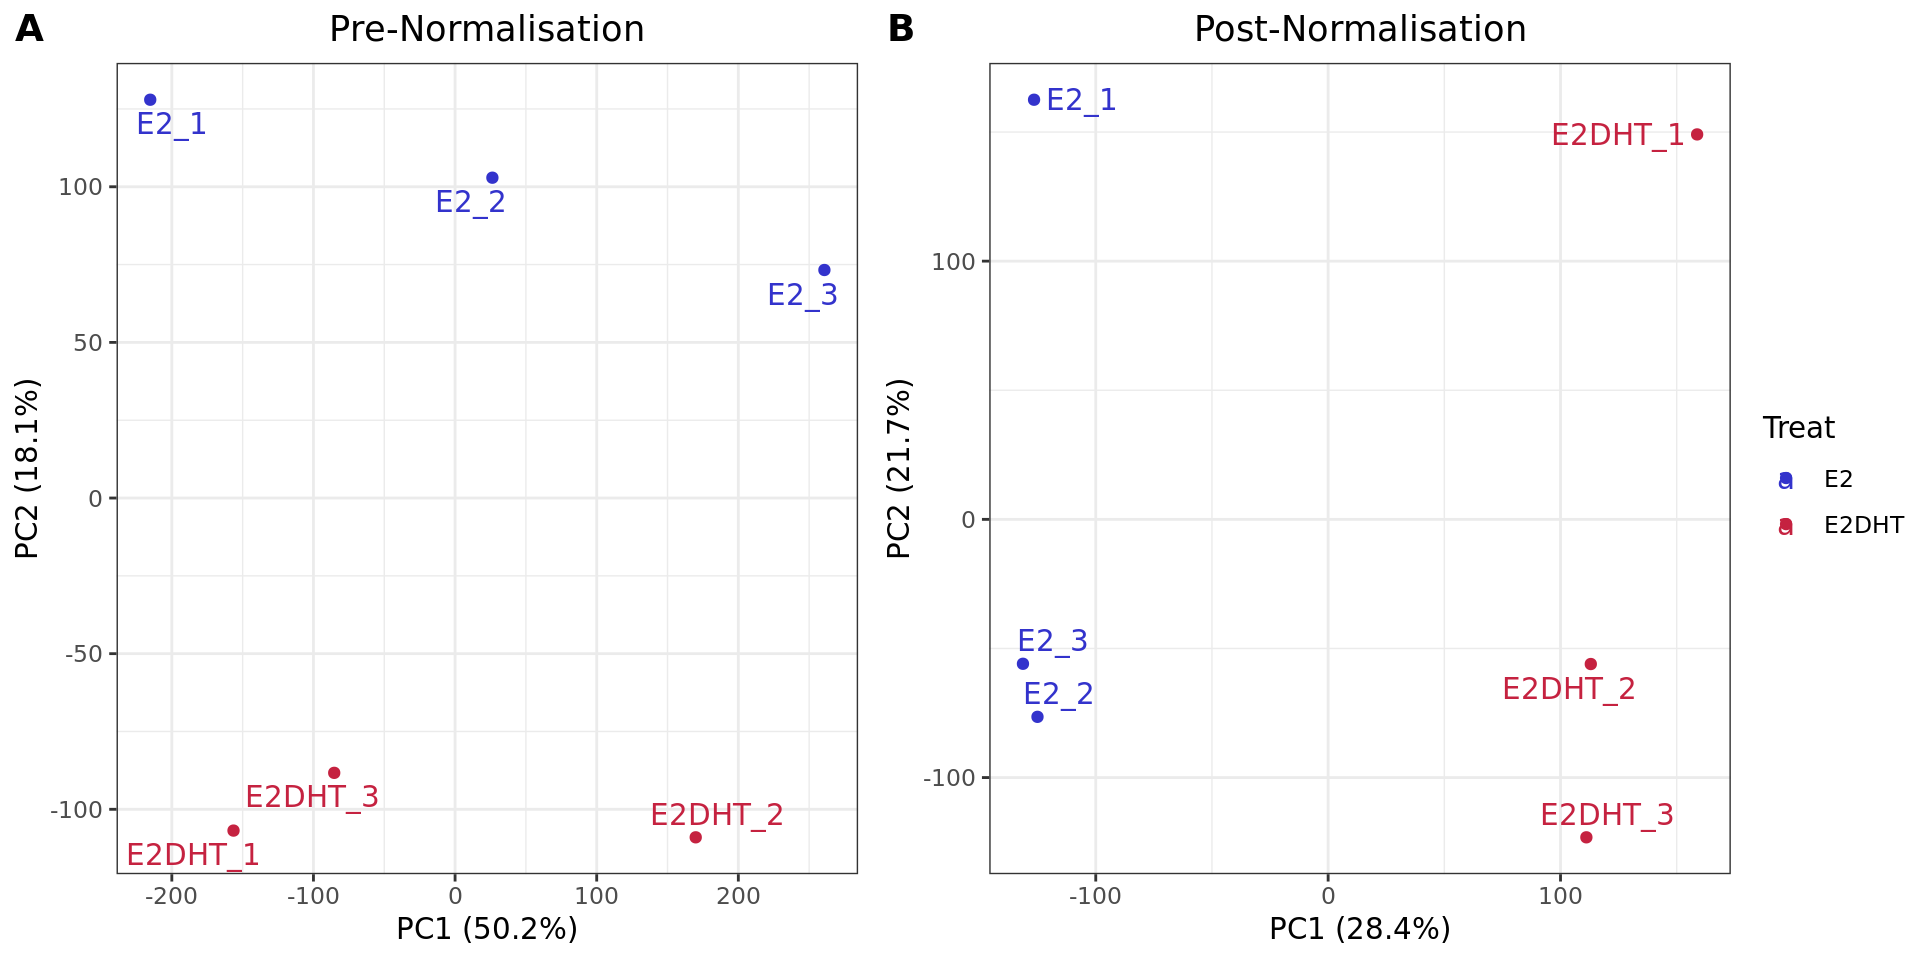 A
Pre-Normalisation
E2_1
E2_2
E2_3
E2DHT_3
E2DHT_2
E2DHT_1
100
50
0
-50
-100
PC2 (18.1%)
-200
-100
0
100
200
PC1 (50.2%)
B
Post-Normalisation
E2_1
E2DHT_1
E2_3
E2_2
E2DHT_2
E2DHT_3
100
0
-100
PC2 (21.7%)
-100
0
100
PC1 (28.4%)
Treat
a E2
a E2DHT